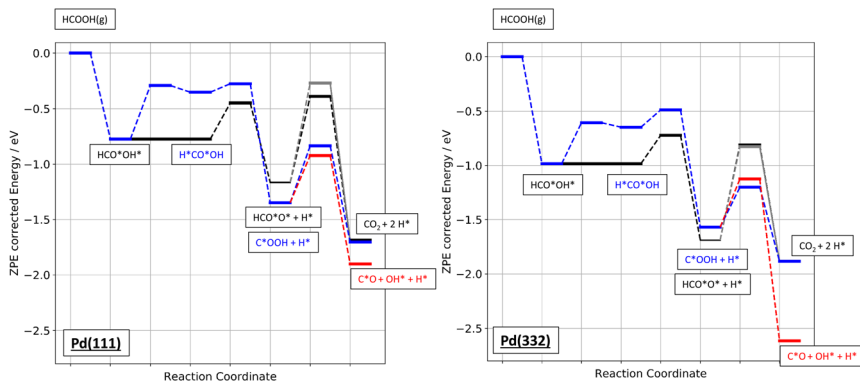 HCOOH(g)
0.0
−0.5
−1.0
−1.5
−2.0
−2.5
ZPE corrected Energy / eV
HCO*OH*
H*CO*OH
HCO*O* + H*
C*OOH + H*
CO₂ + 2 H*
C*O + OH* + H*
Pd(111)
Reaction Coordinate
HCOOH(g)
0.0
−0.5
−1.0
−1.5
−2.0
−2.5
ZPE corrected Energy / eV
HCO*OH*
H*CO*OH
C*OOH + H*
HCO*O* + H*
CO₂ + 2 H*
C*O + OH* + H*
Pd(332)
Reaction Coordinate